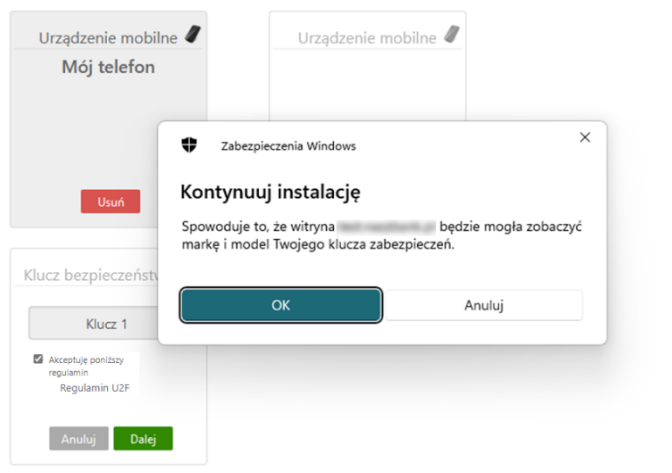 Urządzenie mobilne
Mój telefon
Usuń
Urządzenie mobilne
Zabezpieczenia Windows
Kontynuuj instalację
Spowoduje to, że witryna będzie mogła zobaczyć
markę i model Twojego klucza zabezpieczeń.
OK
Anuluj
Klucz bezpieczeństw
Klucz 1
Akceptuję poniższy
regulamin
Regulamin U2F
Anuluj
Dalej